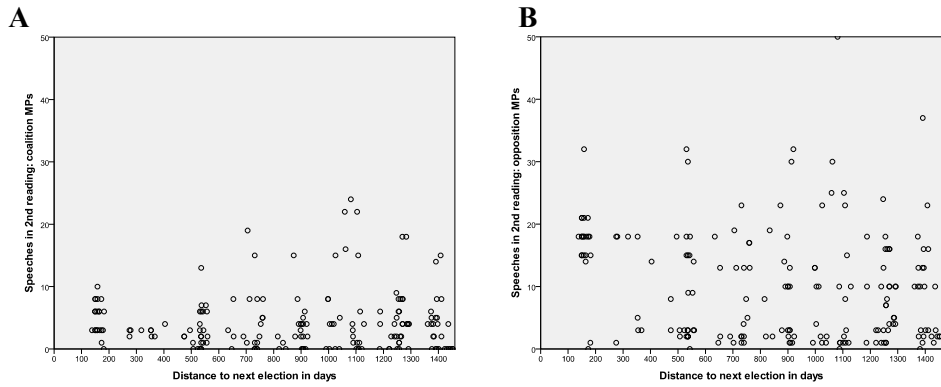 A
Speeches in 2nd reading: coalition MPs
50
40
30
20
10
0
0 100 200 300 400 500 600 700 800 900 1000 1100 1200 1300 1400
Distance to next election in days
B
Speeches in 2nd reading: opposition MPs
50
40
30
20
10
0
0 100 200 300 400 500 600 700 800 900 1000 1100 1200 1300 1400
Distance to next election in days